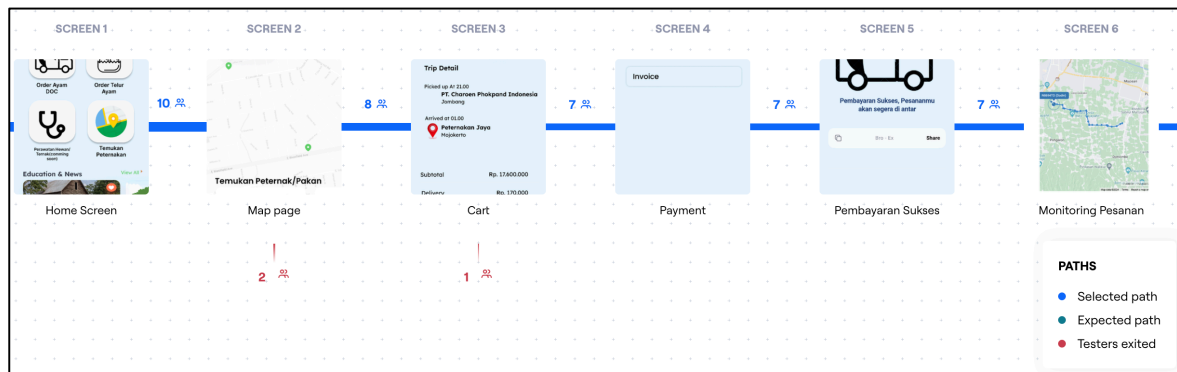 SCREEN 1
SCREEN 2
SCREEN 3
SCREEN 4
SCREEN 5
SCREEN 6
Order Ayam
DOC
Order Telur
Ayam
Temukan
Peternakan
Education & News
View All
Home Screen
10
Temukan Peternak/Pakan
Map page
2
8
Trip Detail
Picked up At 21.00
PT. Charoen Phokpand Indonesia
Jombang
Arrived at 01.00
Peternakan Jaya
Mojokerto
Subtotal
Rp. 17.600.000
Delivery
Rp. 170.000
Cart
1
7
Invoice
Payment
7
Pembayaran Sukses, Pesananmu
akan segera di antar
Share
Pembayaran Sukses
7
Monitoring Pesanan
PATHS
Selected path
Expected path
Testers exited